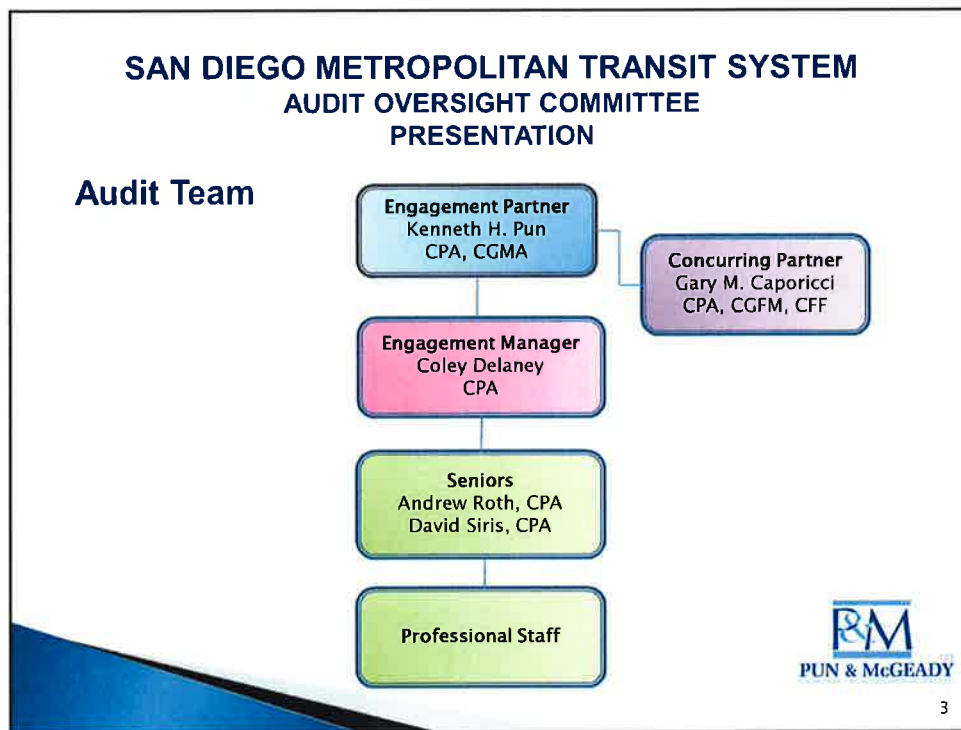 SAN DIEGO METROPOLITAN TRANSIT SYSTEM
AUDIT OVERSIGHT COMMITTEE
PRESENTATION
Audit Team
Engagement Partner
Kenneth H. Pun
CPA, CGMA
Concurring Partner
Gary M. Caporicci
CPA, CGFM, CFF
Engagement Manager
Coley Delaney
CPA
Seniors
Andrew Roth, CPA
David Siris, CPA
Professional Staff
P&M
PUN & McGEADY
3